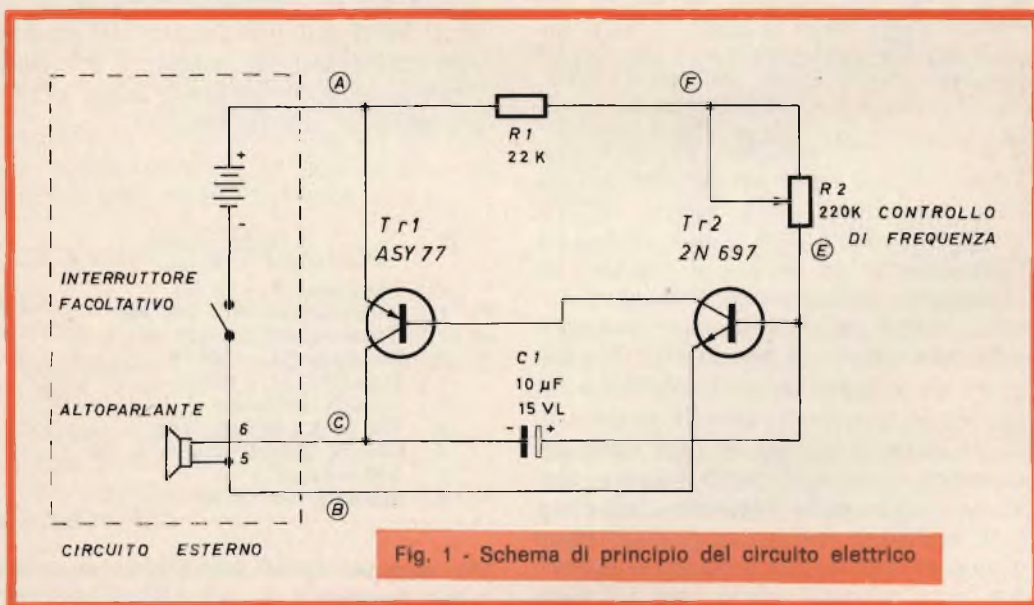 A
F
R1
22 K
+
-
R2
220K CONTROLLO
DI FREQUENZA
E
Tr1
ASY 77
Tr2
2N 697
INTERRUTTORE
FACOLTATIVO
C1
10 µF
15 VL
- +
ALTOPARLANTE
6
5
C
B
CIRCUITO ESTERNO
Fig. 1 - Schema di principio del circuito elettrico